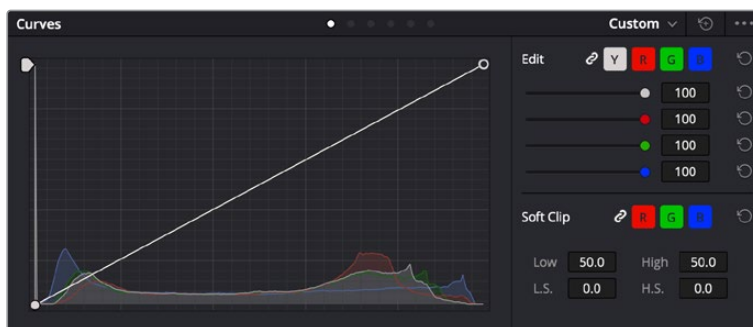 Curves Custom
Edit Y R G B
100
100
100
100
Soft Clip R G B
Low 50.0 High 50.0
L.S. 0.0 H.S. 0.0